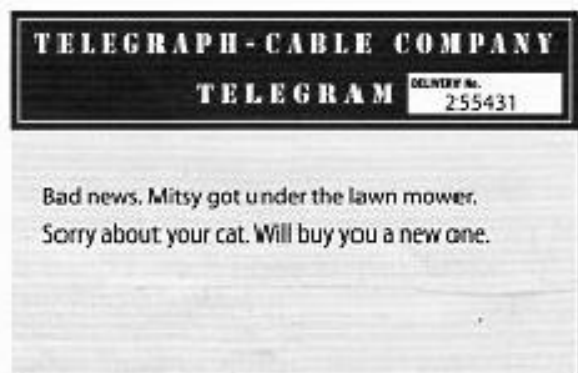 TELEGRAPH-CABLE COMPANY
TELEGRAM
DELIVERY No.
255431
Bad news. Mitsy got under the lawn mower.
Sorry about your cat. Will buy you a new one.